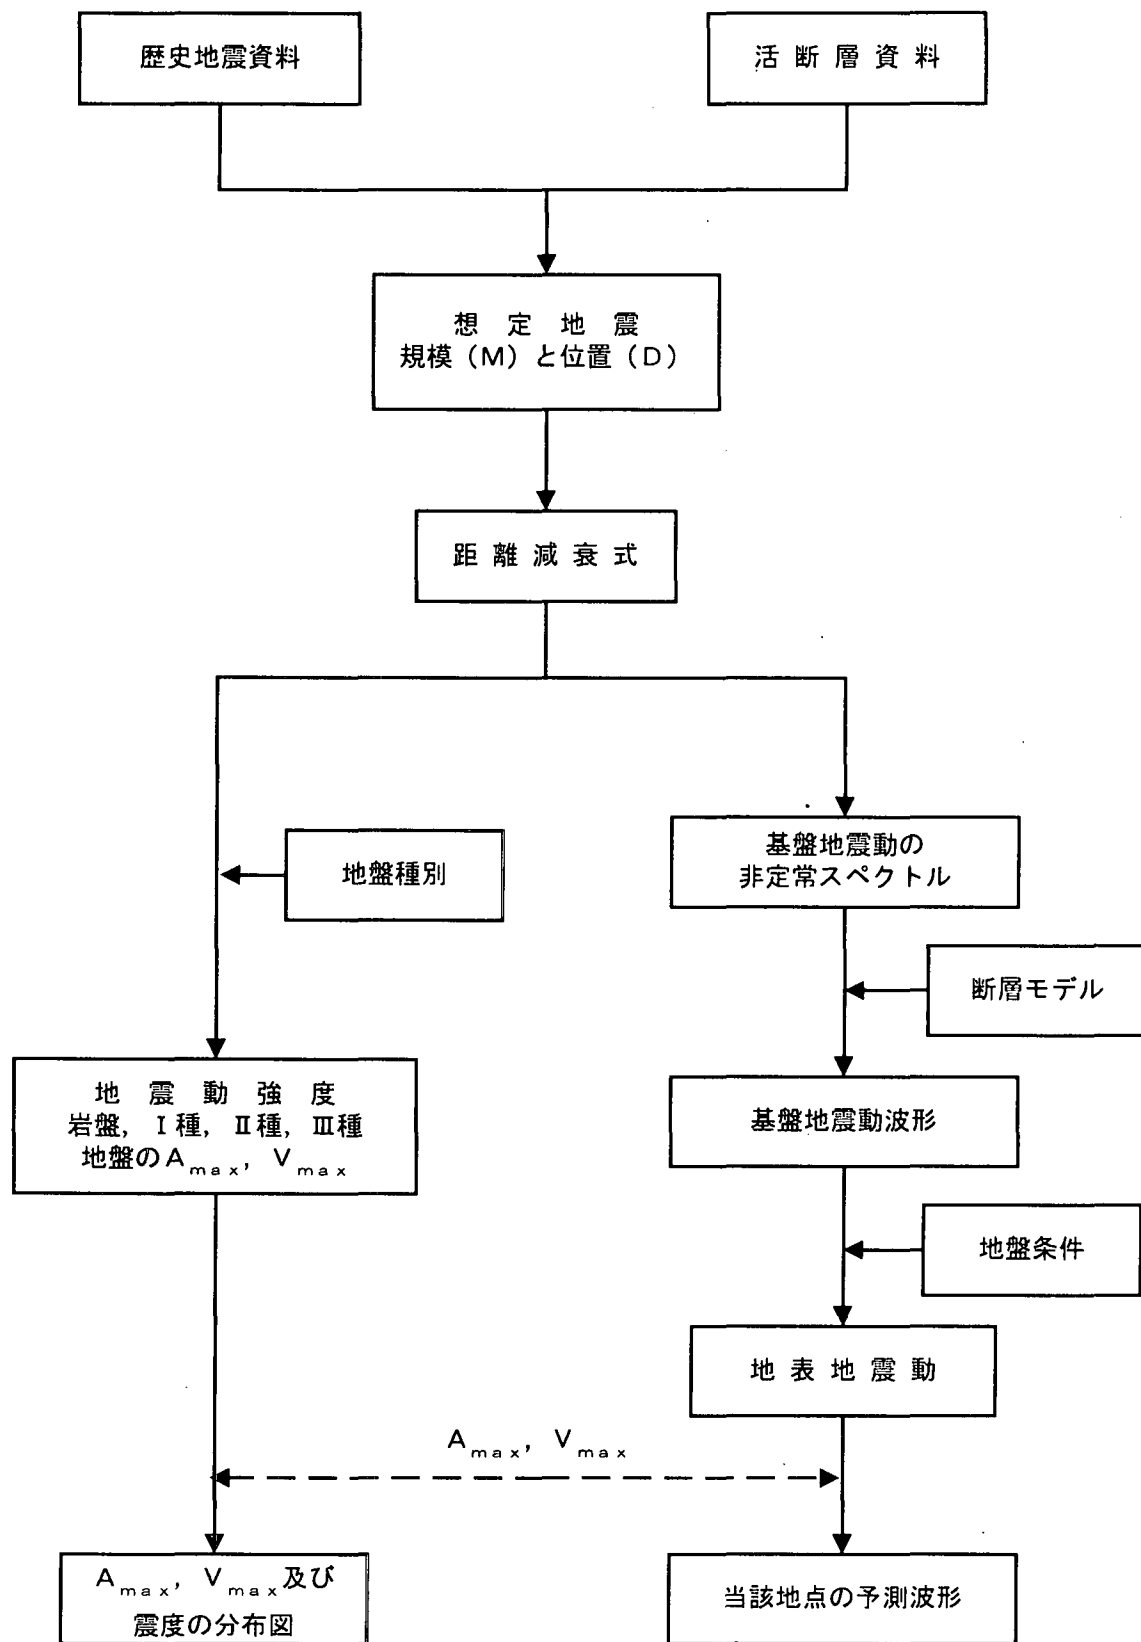 歴史地震資料
活断層資料
想定地震
規模（M）と位置（D）
距離減衰式
地盤種別
基盤地震動の
非定常スペクトル
断層モデル
地震動強度
岩盤，Ⅰ種，Ⅱ種，Ⅲ種
地盤のAmax，Vmax
基盤地震動波形
地盤条件
地表地震動
Amax，Vmax
Amax，Vmax及び
震度の分布図
当該地点の予測波形